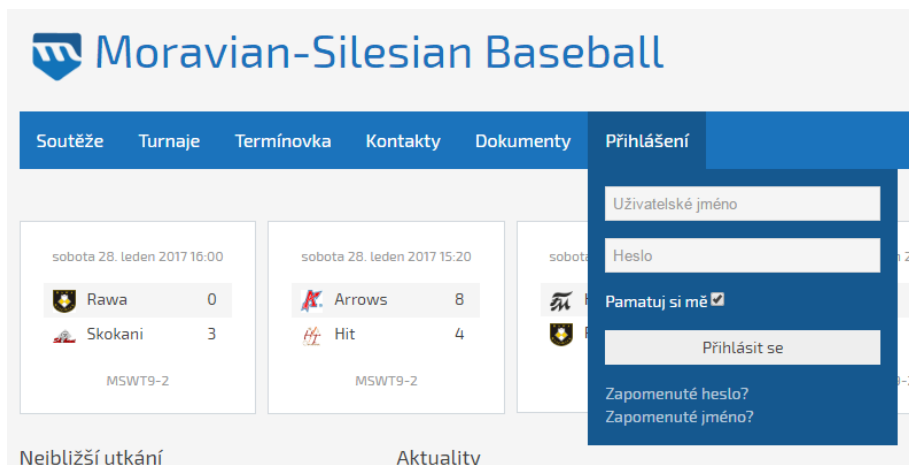 Moravian-Silesian Baseball
Soutěže Turnaje Termínovka Kontakty Dokumenty Přihlášení
Uživatelské jméno
Heslo
Pamatuj si mě
Přihlásit se
Zapomenuté heslo?
Zapomenuté jméno?
sobota 28. leden 2017 16:00
Rawa 0
Skokani 3
MSWT9-2
sobota 28. leden 2017 15:20
Arrows 8
Hit 4
MSWT9-2
Nejbližší utkání
Aktuality